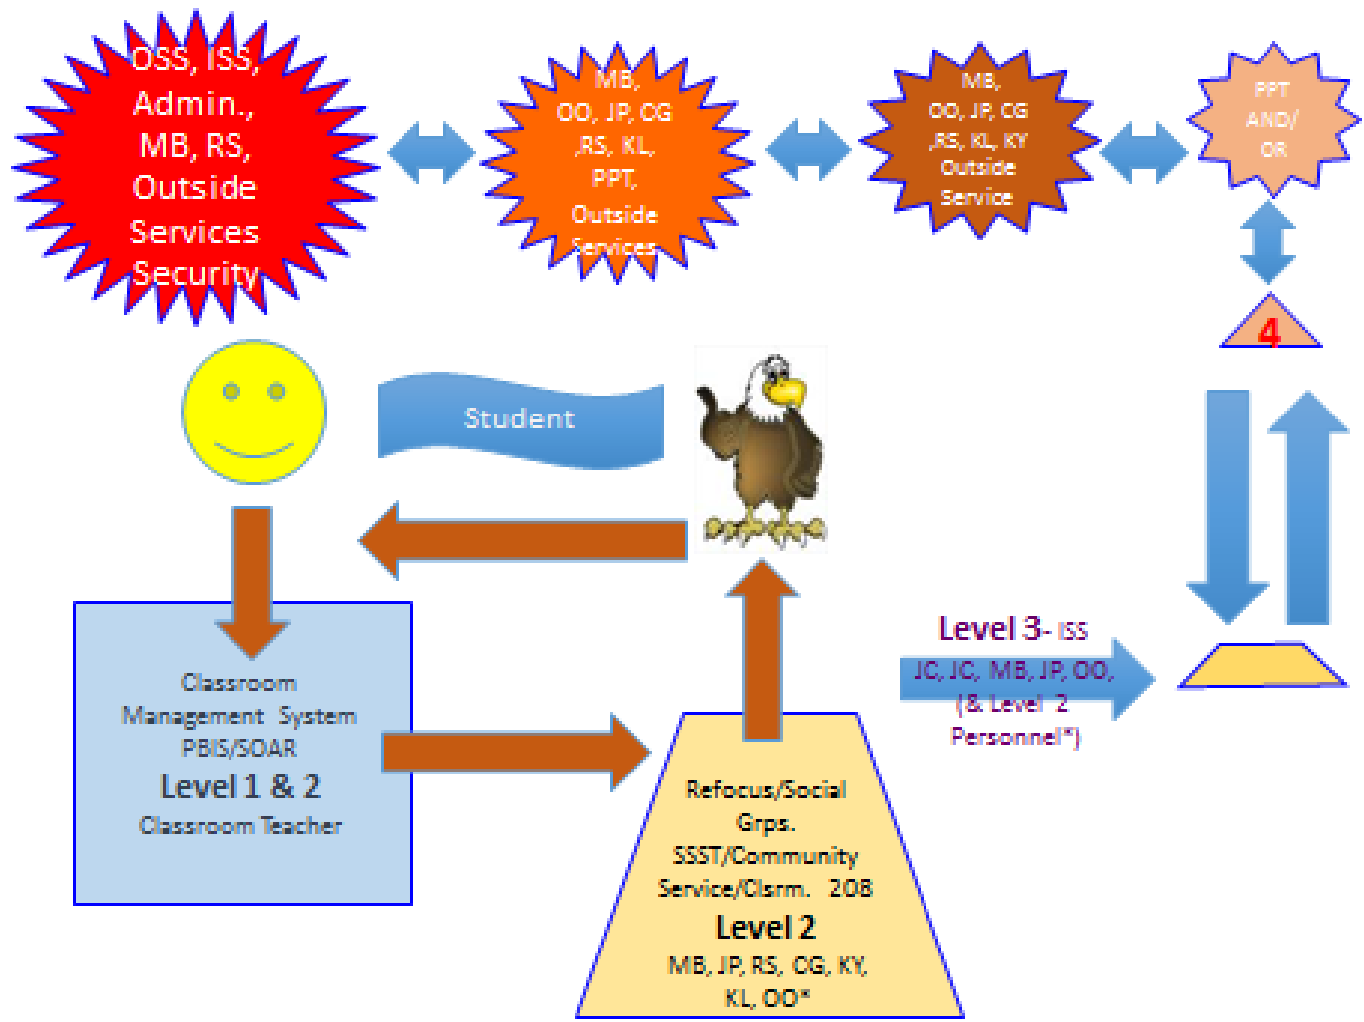 OSS, ISS,
Admin.,
MB, RS,
Outside
Services
Security
MB,
OO, JP, CG
,RS, KL,
PPT,
Outside
Services
MB,
OO, JP, CG
,RS, KL, KY
Outside
Service
PPT
AND/
OR
4
Student
Level 3- ISS
JC, JC, MB, JP, OO,
(& Level 2
Personnel*)
Classroom
Management System
PBIS/SOAR
Level 1 & 2
Classroom Teacher
Refocus/Social
Grps.
SSST/Community
Service/Clsrm. 208
Level 2
MB, JP, RS, CG, KY,
KL, OO*